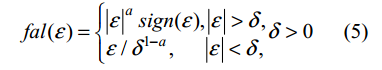 fal(ε) = { |ε|^a sign(ε), |ε| > δ, δ > 0 (5)
ε / δ^{1-a}, |ε| < δ,